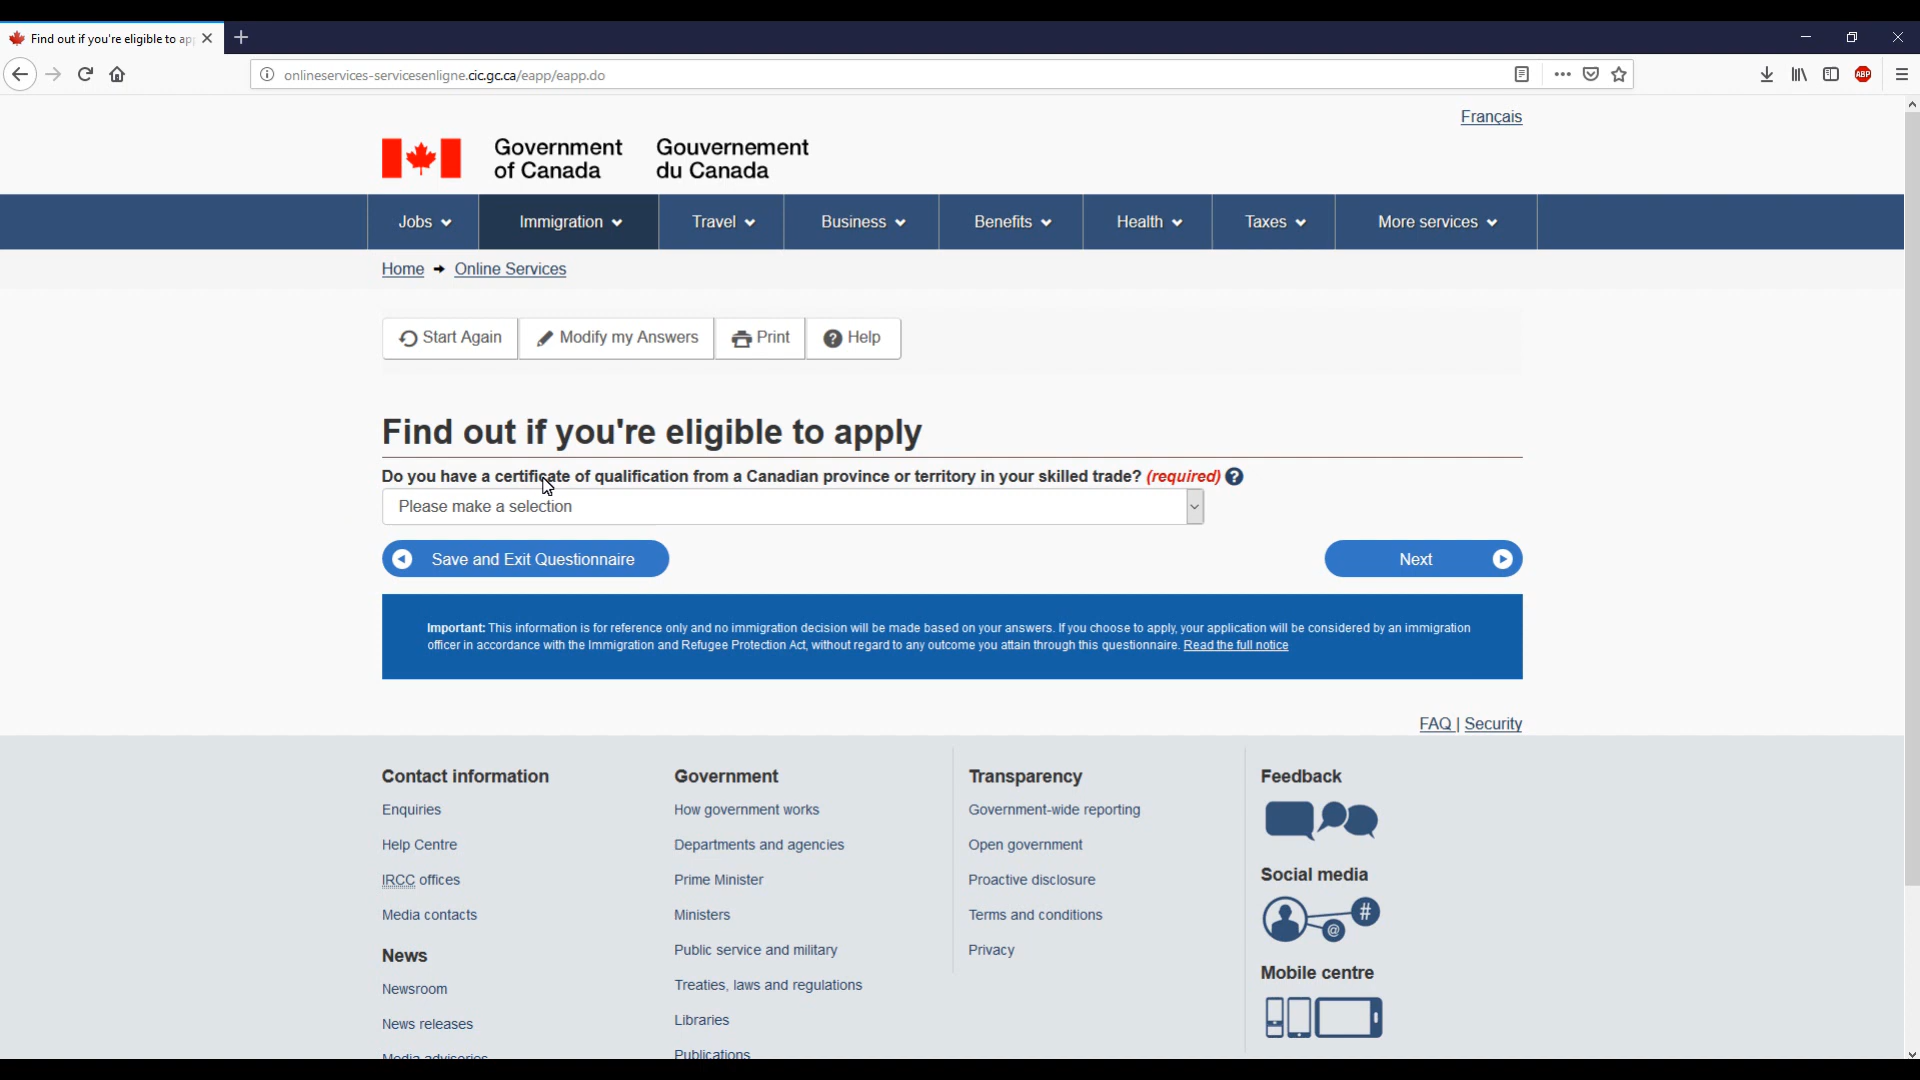 Find out if you're eligible to ap
onlineservices-servicesenligne.cic.gc.ca/eapp/eapp.do
ABP
Français
Government of Canada
Gouvernement du Canada
Jobs
Immigration
Travel
Business
Benefits
Health
Taxes
More services
Home
Online Services
Start Again
Modify my Answers
Print
Help
Find out if you're eligible to apply
Do you have a certificate of qualification from a Canadian province or territory in your skilled trade? (required)
Please make a selection
Save and Exit Questionnaire
Next
Important: This information is for reference only and no immigration decision will be made based on your answers. If you choose to apply, your application will be considered by an immigration
officer in accordance with the Immigration and Refugee Protection Act, without regard to any outcome you attain through this questionnaire. Read the full notice
FAQ | Security
Contact information
Enquiries
Help Centre
IRCC offices
Media contacts
News
Newsroom
News releases
Media advisories
Government
How government works
Departments and agencies
Prime Minister
Ministers
Public service and military
Treaties, laws and regulations
Libraries
Publications
Transparency
Government-wide reporting
Open government
Proactive disclosure
Terms and conditions
Privacy
Feedback
Social media
#
@
Mobile centre